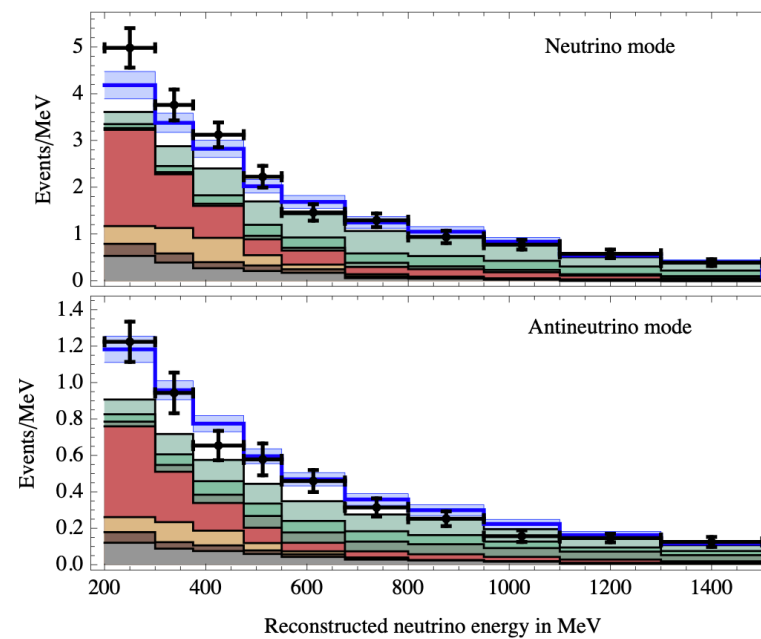 Neutrino mode
Events/MeV
5
4
3
2
1
0
Antineutrino mode
Events/MeV
1.4
1.2
1.0
0.8
0.6
0.4
0.2
0.0
200 400 600 800 1000 1200 1400
Reconstructed neutrino energy in MeV